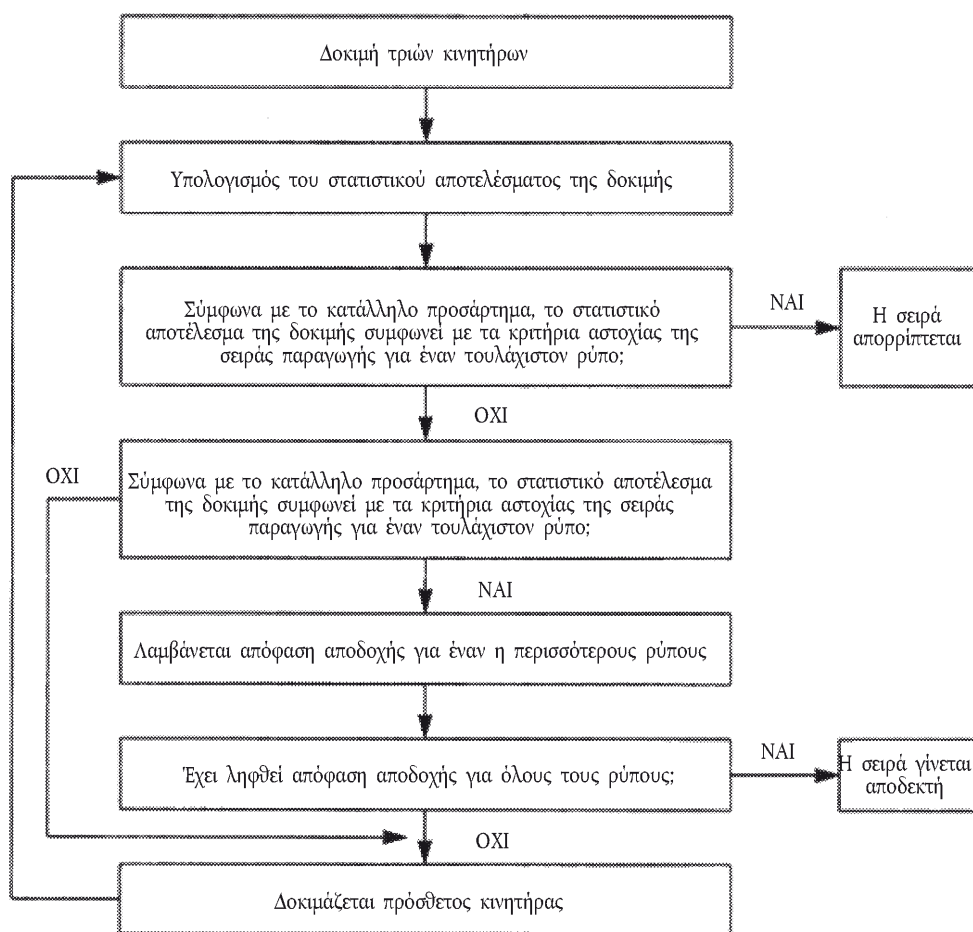 Δοκιμή τριών κινητήρων
Υπολογισμός του στατιστικού αποτελέσματος της δοκιμής
Σύμφωνα με το κατάλληλο προσάρτημα, το στατιστικό
αποτέλεσμα της δοκιμής συμφωνεί με τα κριτήρια αστοχίας της
σειράς παραγωγής για έναν τουλάχιστον ρύπο;
ΝΑΙ
Η σειρά
απορρίπτεται
ΟΧΙ
ΟΧΙ
Σύμφωνα με το κατάλληλο προσάρτημα, το στατιστικό αποτέλεσμα
της δοκιμής συμφωνεί με τα κριτήρια αστοχίας της σειράς
παραγωγής για έναν τουλάχιστον ρύπο;
ΝΑΙ
Λαμβάνεται απόφαση αποδοχής για έναν η περισσότερους ρύπους
Έχει ληφθεί απόφαση αποδοχής για όλους τους ρύπους;
ΝΑΙ
Η σειρά γίνεται
αποδεκτή
ΟΧΙ
Δοκιμάζεται πρόσθετος κινητήρας